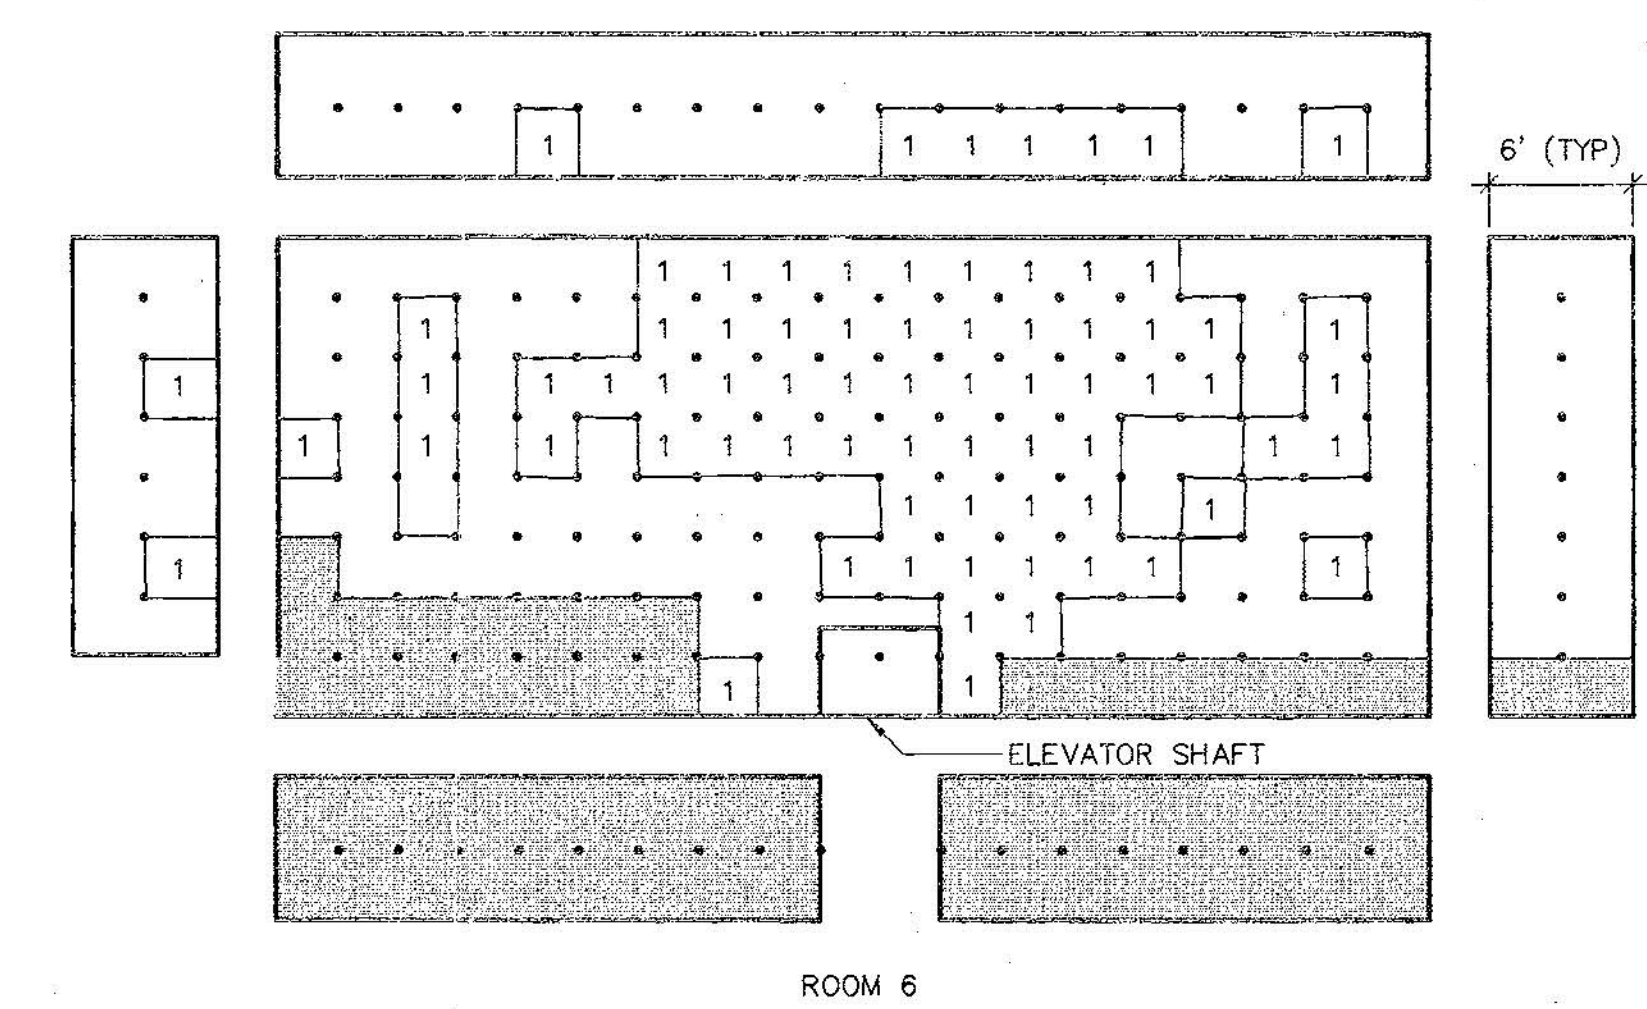 1 1 1 1 1 1 1
6' (TYP)
1 1 1 1 1 1 1 1 1
1 1 1 1 1 1 1 1 1 1 1 1
1 1 1 1 1 1 1 1 1 1 1 1 1 1 1
1 1 1 1 1 1 1 1 1 1 1 1 1
1 1 1 1 1
1 1 1 1 1 1 1 1
1 1
1 1
ELEVATOR SHAFT
ROOM 6